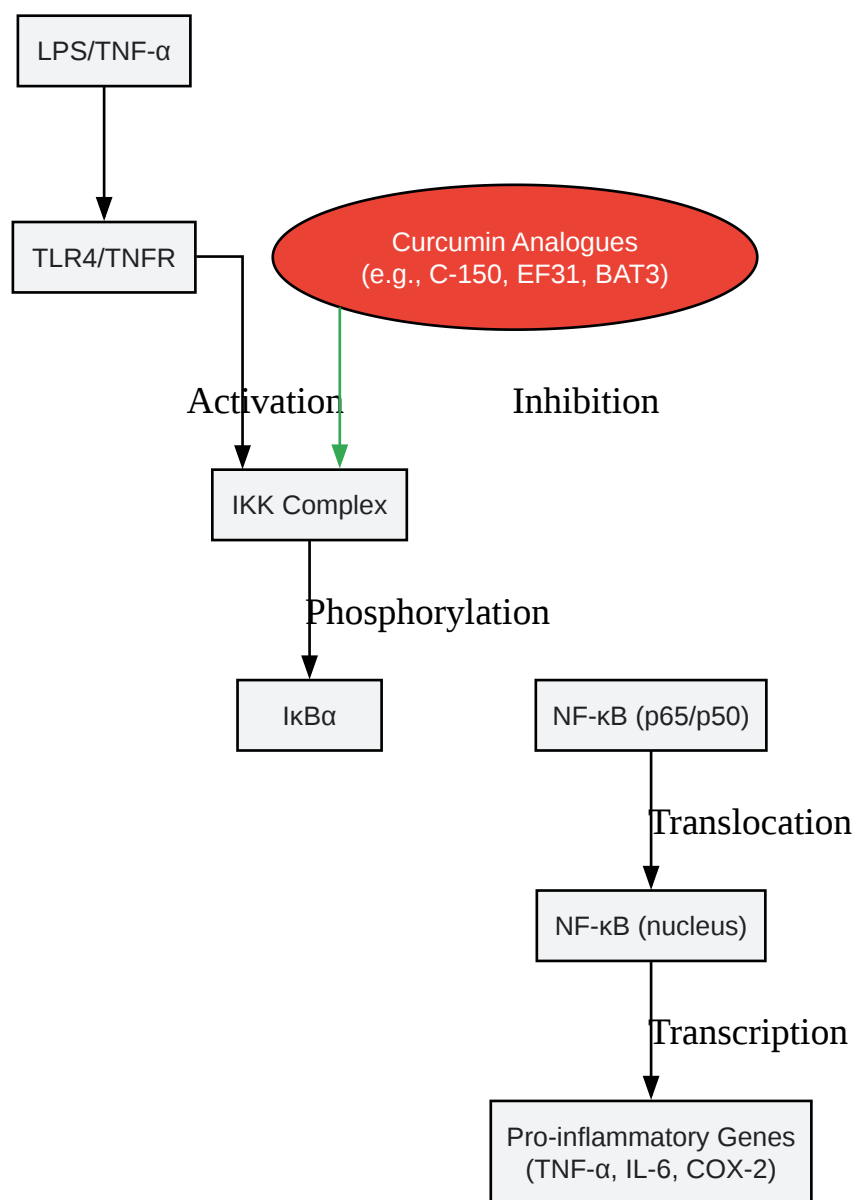 LPS/TNF-α
TLR4/TNFR
Curcumin Analogues
(e.g., C-150, EF31, BAT3)
Activation
Inhibition
IKK Complex
Phosphorylation
IκBα
NF-κB (p65/p50)
Translocation
NF-κB (nucleus)
Transcription
Pro-inflammatory Genes
(TNF-α, IL-6, COX-2)